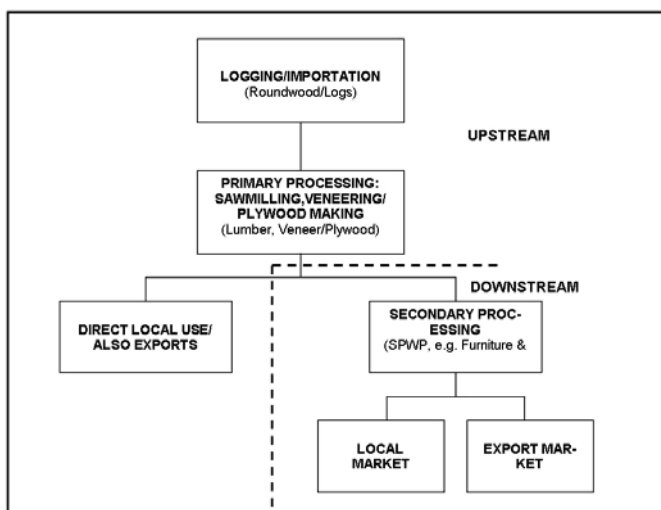 LOGGING/IMPORTATION
(Roundwood/Logs)
UPSTREAM
PRIMARY PROCESSING:
SAWMILLING,VENEERING/
PLYWOOD MAKING
(Lumber, Veneer/Plywood)
DOWNSTREAM
DIRECT LOCAL USE/
ALSO EXPORTS
SECONDARY PROC-
ESSING
(SPWP, e.g. Furniture &
LOCAL
MARKET
EXPORT MAR-
KET